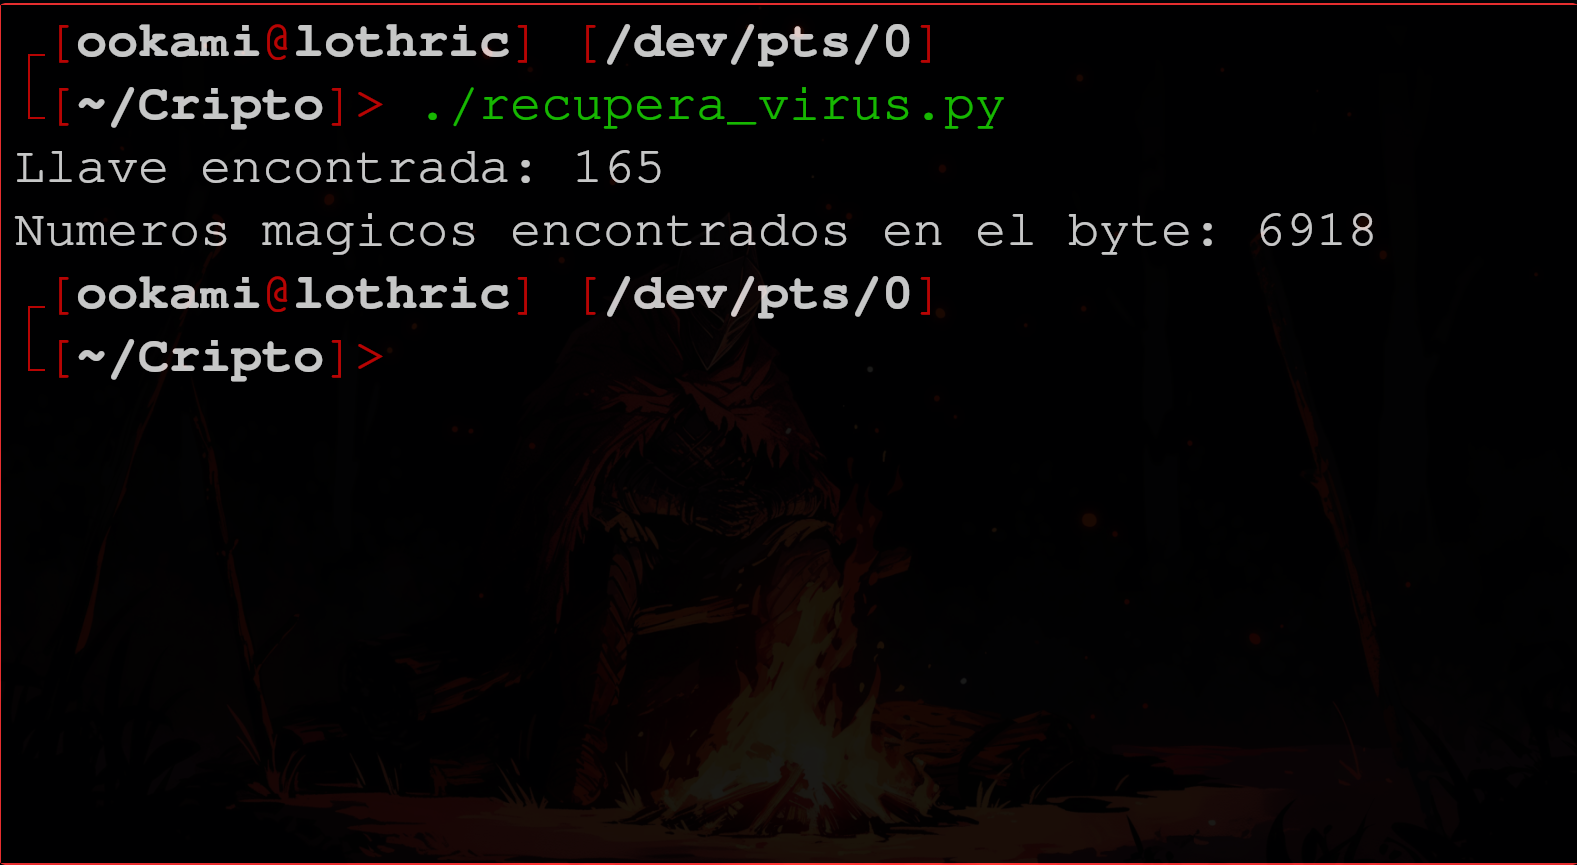 ┌[ookami@lothric] [/dev/pts/0]
└[~/Cripto]> ./recupera_virus.py
Llave encontrada: 165
Numeros magicos encontrados en el byte: 6918
┌[ookami@lothric] [/dev/pts/0]
└[~/Cripto]>